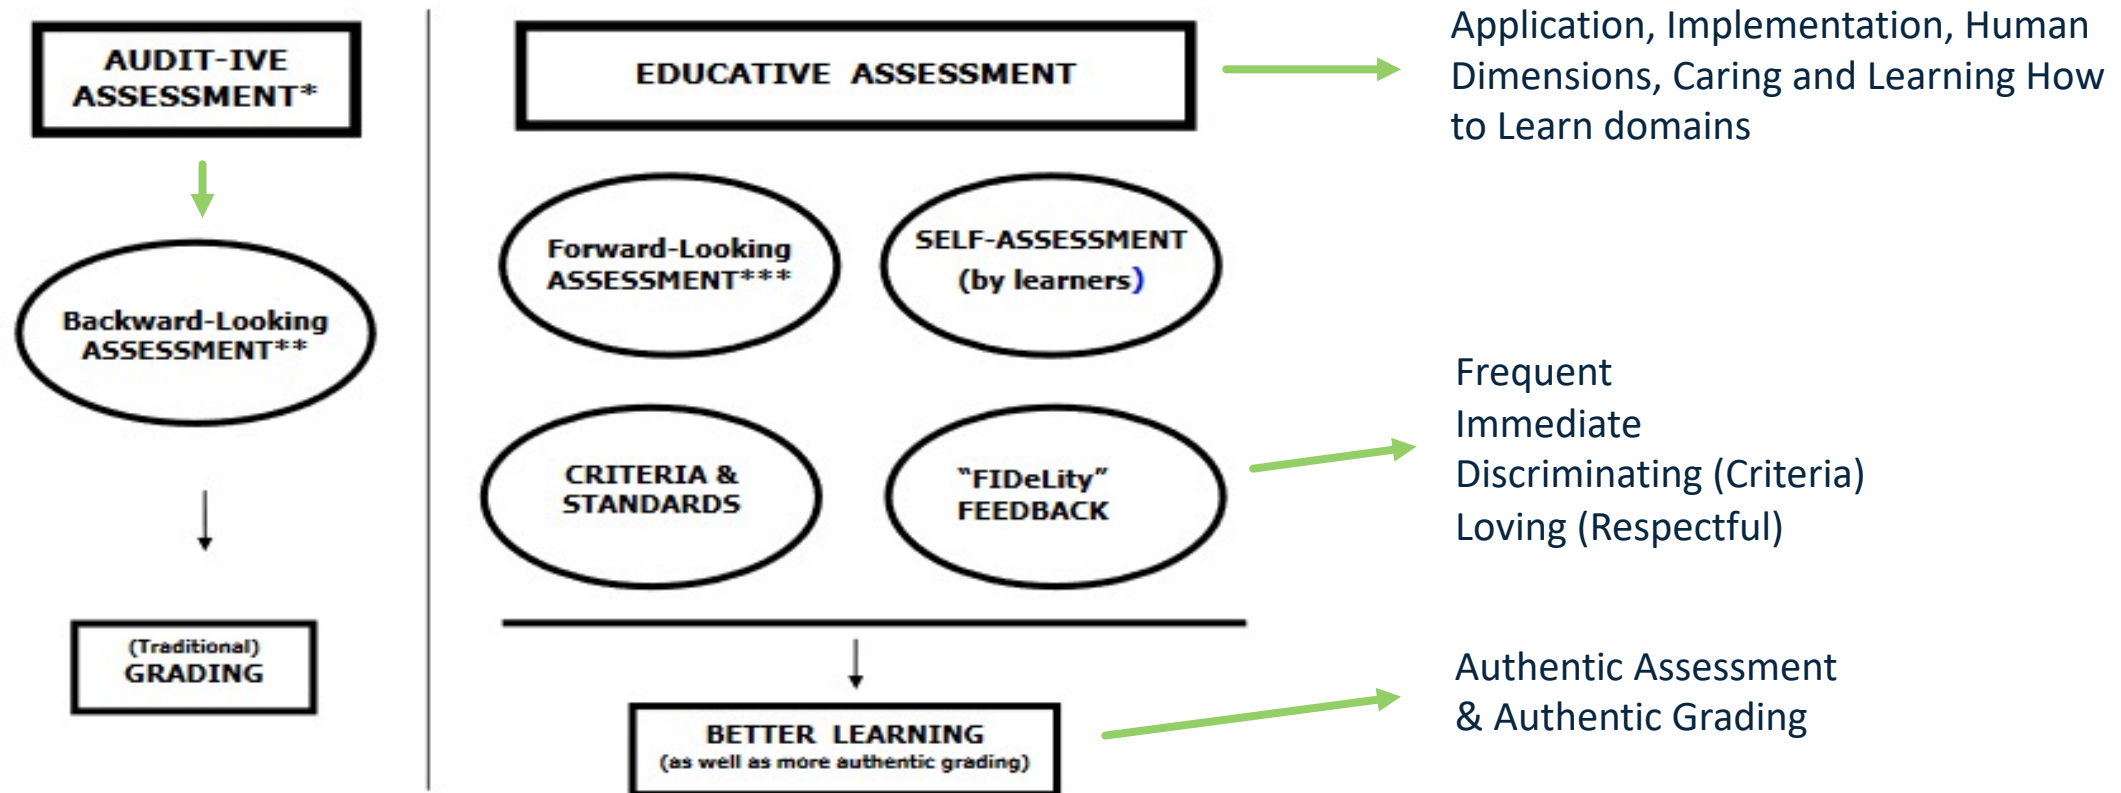 AUDIT-IVE
ASSESSMENT*
Backward-Looking
ASSESSMENT**
(Traditional)
GRADING
EDUCATIVE ASSESSMENT
Forward-Looking
ASSESSMENT***
SELF-ASSESSMENT
(by learners)
CRITERIA &
STANDARDS
"FIDeLity"
FEEDBACK
BETTER LEARNING
(as well as more authentic grading)
Application, Implementation, Human
Dimensions, Caring and Learning How
to Learn domains
Frequent
Immediate
Discriminating (Criteria)
Loving (Respectful)
Authentic Assessment
& Authentic Grading